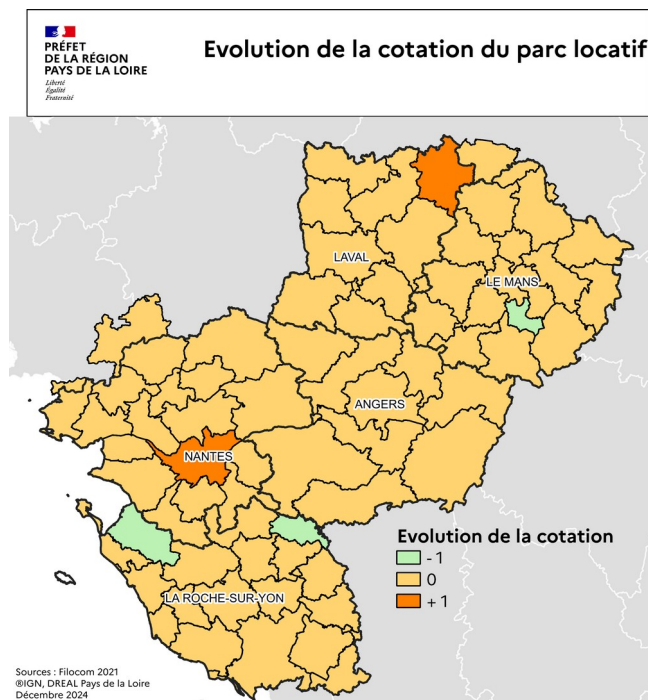 PRÉFET
DE LA RÉGION
PAYS DE LA LOIRE
Liberté
Égalité
Fraternité
Evolution de la cotation du parc locatif
LAVAL
LE MANS
ANGERS
NANTES
LA ROCHE-SUR-YON
Evolution de la cotation
- 1
0
+ 1
Sources : Filocom 2021
®IGN, DREAL Pays de la Loire
Décembre 2024